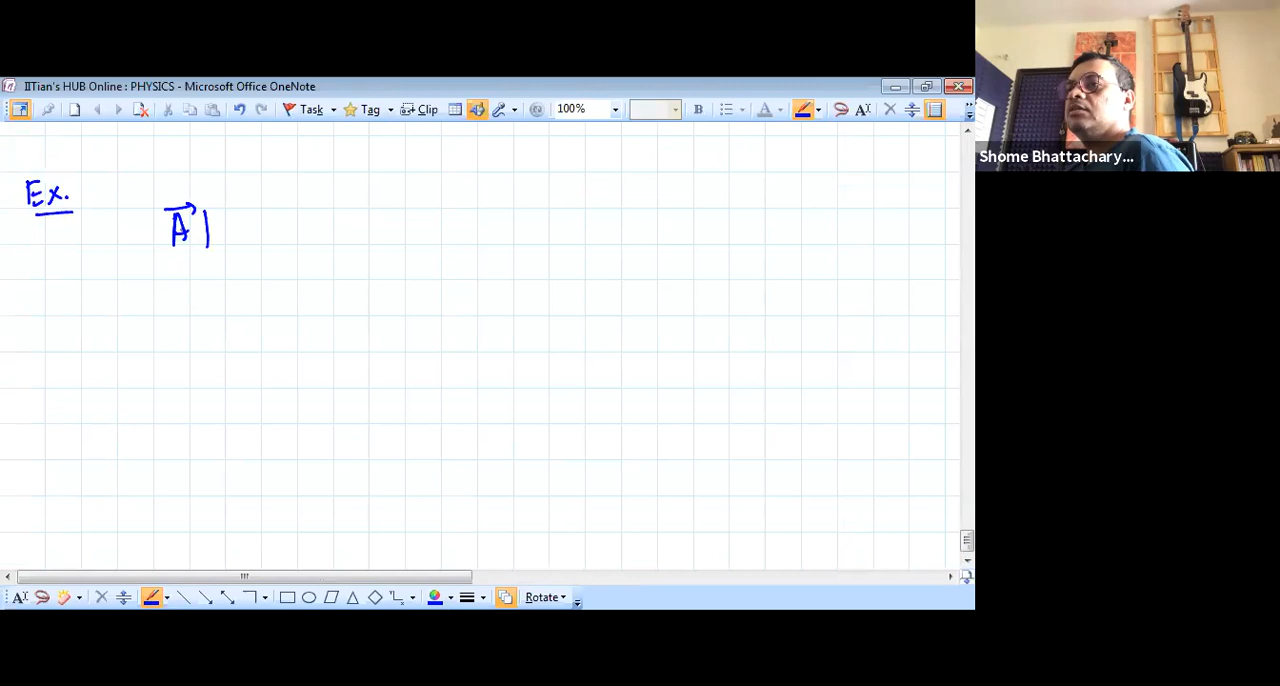 IITian's HUB Online : PHYSICS - Microsoft Office OneNote
Task Tag Clip 100% B A
Shome Bhattachary...
Ex.
A⃗ |
Rotate